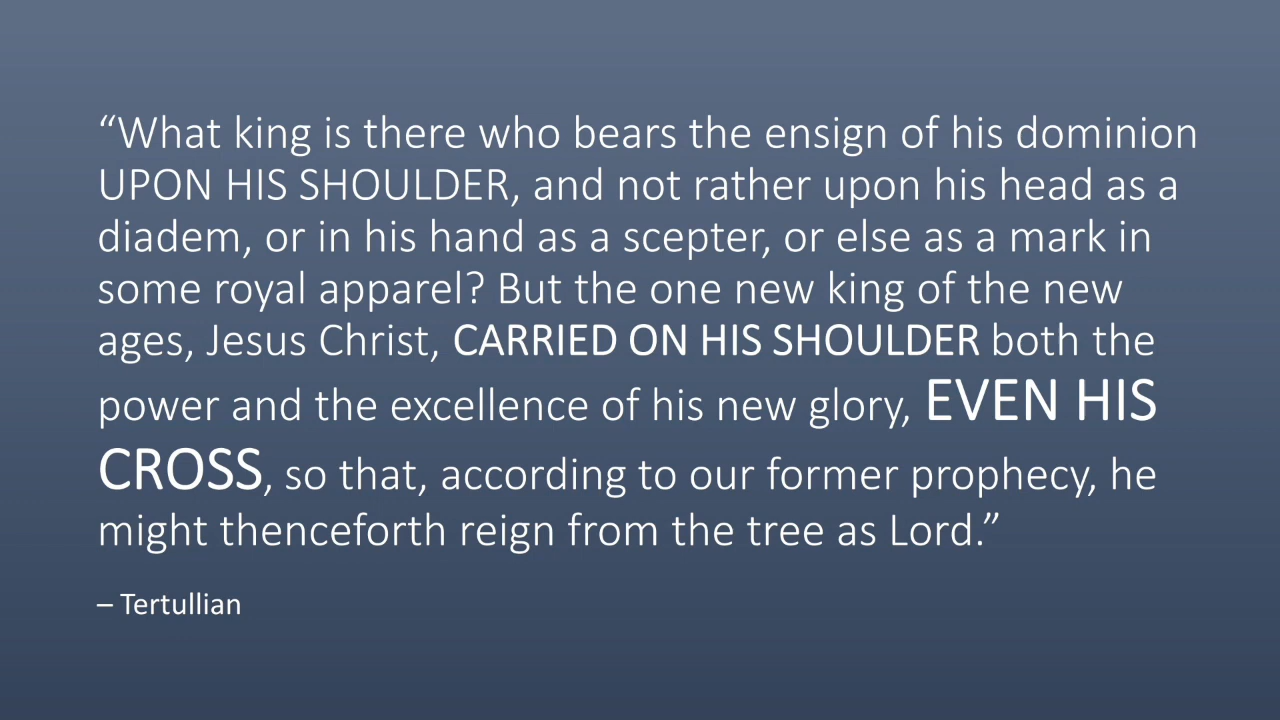 “What king is there who bears the ensign of his dominion
UPON HIS SHOULDER, and not rather upon his head as a
diadem, or in his hand as a scepter, or else as a mark in
some royal apparel? But the one new king of the new
ages, Jesus Christ, CARRIED ON HIS SHOULDER both the
power and the excellence of his new glory, EVEN HIS
CROSS, so that, according to our former prophecy, he
might thenceforth reign from the tree as Lord.”
– Tertullian